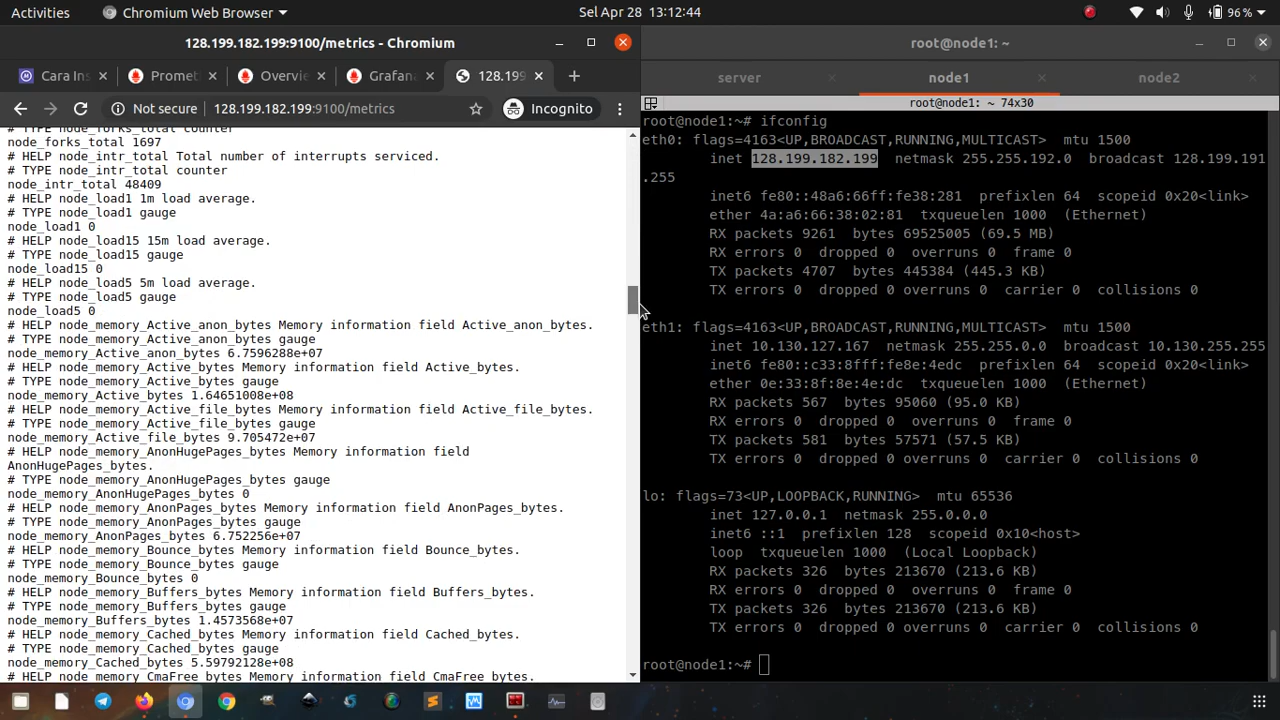 Activities
Chromium Web Browser
Sel Apr 28 13:12:44
96 %
128.199.182.199:9100/metrics - Chromium
Cara Ins
Prometh
Overvie
Grafana
128.199
Not secure
128.199.182.199:9100/metrics
Incognito
# TYPE node_forks_total counter
node_forks_total 1697
# HELP node_intr_total Total number of interrupts serviced.
# TYPE node_intr_total counter
node_intr_total 48409
# HELP node_load1 1m load average.
# TYPE node_load1 gauge
node_load1 0
# HELP node_load15 15m load average.
# TYPE node_load15 gauge
node_load15 0
# HELP node_load5 5m load average.
# TYPE node_load5 gauge
node_load5 0
# HELP node_memory_Active_anon_bytes Memory information field Active_anon_bytes.
# TYPE node_memory_Active_anon_bytes gauge
node_memory_Active_anon_bytes 6.7596288e+07
# HELP node_memory_Active_bytes Memory information field Active_bytes.
# TYPE node_memory_Active_bytes gauge
node_memory_Active_bytes 1.64651008e+08
# HELP node_memory_Active_file_bytes Memory information field Active_file_bytes.
# TYPE node_memory_Active_file_bytes gauge
node_memory_Active_file_bytes 9.705472e+07
# HELP node_memory_AnonHugePages_bytes Memory information field
AnonHugePages_bytes.
# TYPE node_memory_AnonHugePages_bytes gauge
node_memory_AnonHugePages_bytes 0
# HELP node_memory_AnonPages_bytes Memory information field AnonPages_bytes.
# TYPE node_memory_AnonPages_bytes gauge
node_memory_AnonPages_bytes 6.752256e+07
# HELP node_memory_Bounce_bytes Memory information field Bounce_bytes.
# TYPE node_memory_Bounce_bytes gauge
node_memory_Bounce_bytes 0
# HELP node_memory_Buffers_bytes Memory information field Buffers_bytes.
# TYPE node_memory_Buffers_bytes gauge
node_memory_Buffers_bytes 1.4573568e+07
# HELP node_memory_Cached_bytes Memory information field Cached_bytes.
# TYPE node_memory_Cached_bytes gauge
node_memory_Cached_bytes 5.59792128e+08
# HELP node_memory_CmaFree_bytes Memory information field CmaFree_bytes.
root@node1: ~
server
node1
node2
root@node1: ~ 74x30
root@node1:~# ifconfig
eth0: flags=4163<UP,BROADCAST,RUNNING,MULTICAST>  mtu 1500
inet 128.199.182.199  netmask 255.255.192.0  broadcast 128.199.191
.255
inet6 fe80::48a6:66ff:fe38:281  prefixlen 64  scopeid 0x20<link>
ether 4a:a6:66:38:02:81  txqueuelen 1000  (Ethernet)
RX packets 9261  bytes 69525005 (69.5 MB)
RX errors 0  dropped 0  overruns 0  frame 0
TX packets 4707  bytes 445384 (445.3 KB)
TX errors 0  dropped 0 overruns 0  carrier 0  collisions 0
eth1: flags=4163<UP,BROADCAST,RUNNING,MULTICAST>  mtu 1500
inet 10.130.127.167  netmask 255.255.0.0  broadcast 10.130.255.255
inet6 fe80::c33:8fff:fe8e:4edc  prefixlen 64  scopeid 0x20<link>
ether 0e:33:8f:8e:4e:dc  txqueuelen 1000  (Ethernet)
RX packets 567  bytes 95060 (95.0 KB)
RX errors 0  dropped 0  overruns 0  frame 0
TX packets 581  bytes 57571 (57.5 KB)
TX errors 0  dropped 0 overruns 0  carrier 0  collisions 0
lo: flags=73<UP,LOOPBACK,RUNNING>  mtu 65536
inet 127.0.0.1  netmask 255.0.0.0
inet6 ::1  prefixlen 128  scopeid 0x10<host>
loop  txqueuelen 1000  (Local Loopback)
RX packets 326  bytes 213670 (213.6 KB)
RX errors 0  dropped 0  overruns 0  frame 0
TX packets 326  bytes 213670 (213.6 KB)
TX errors 0  dropped 0 overruns 0  carrier 0  collisions 0
root@node1:~#